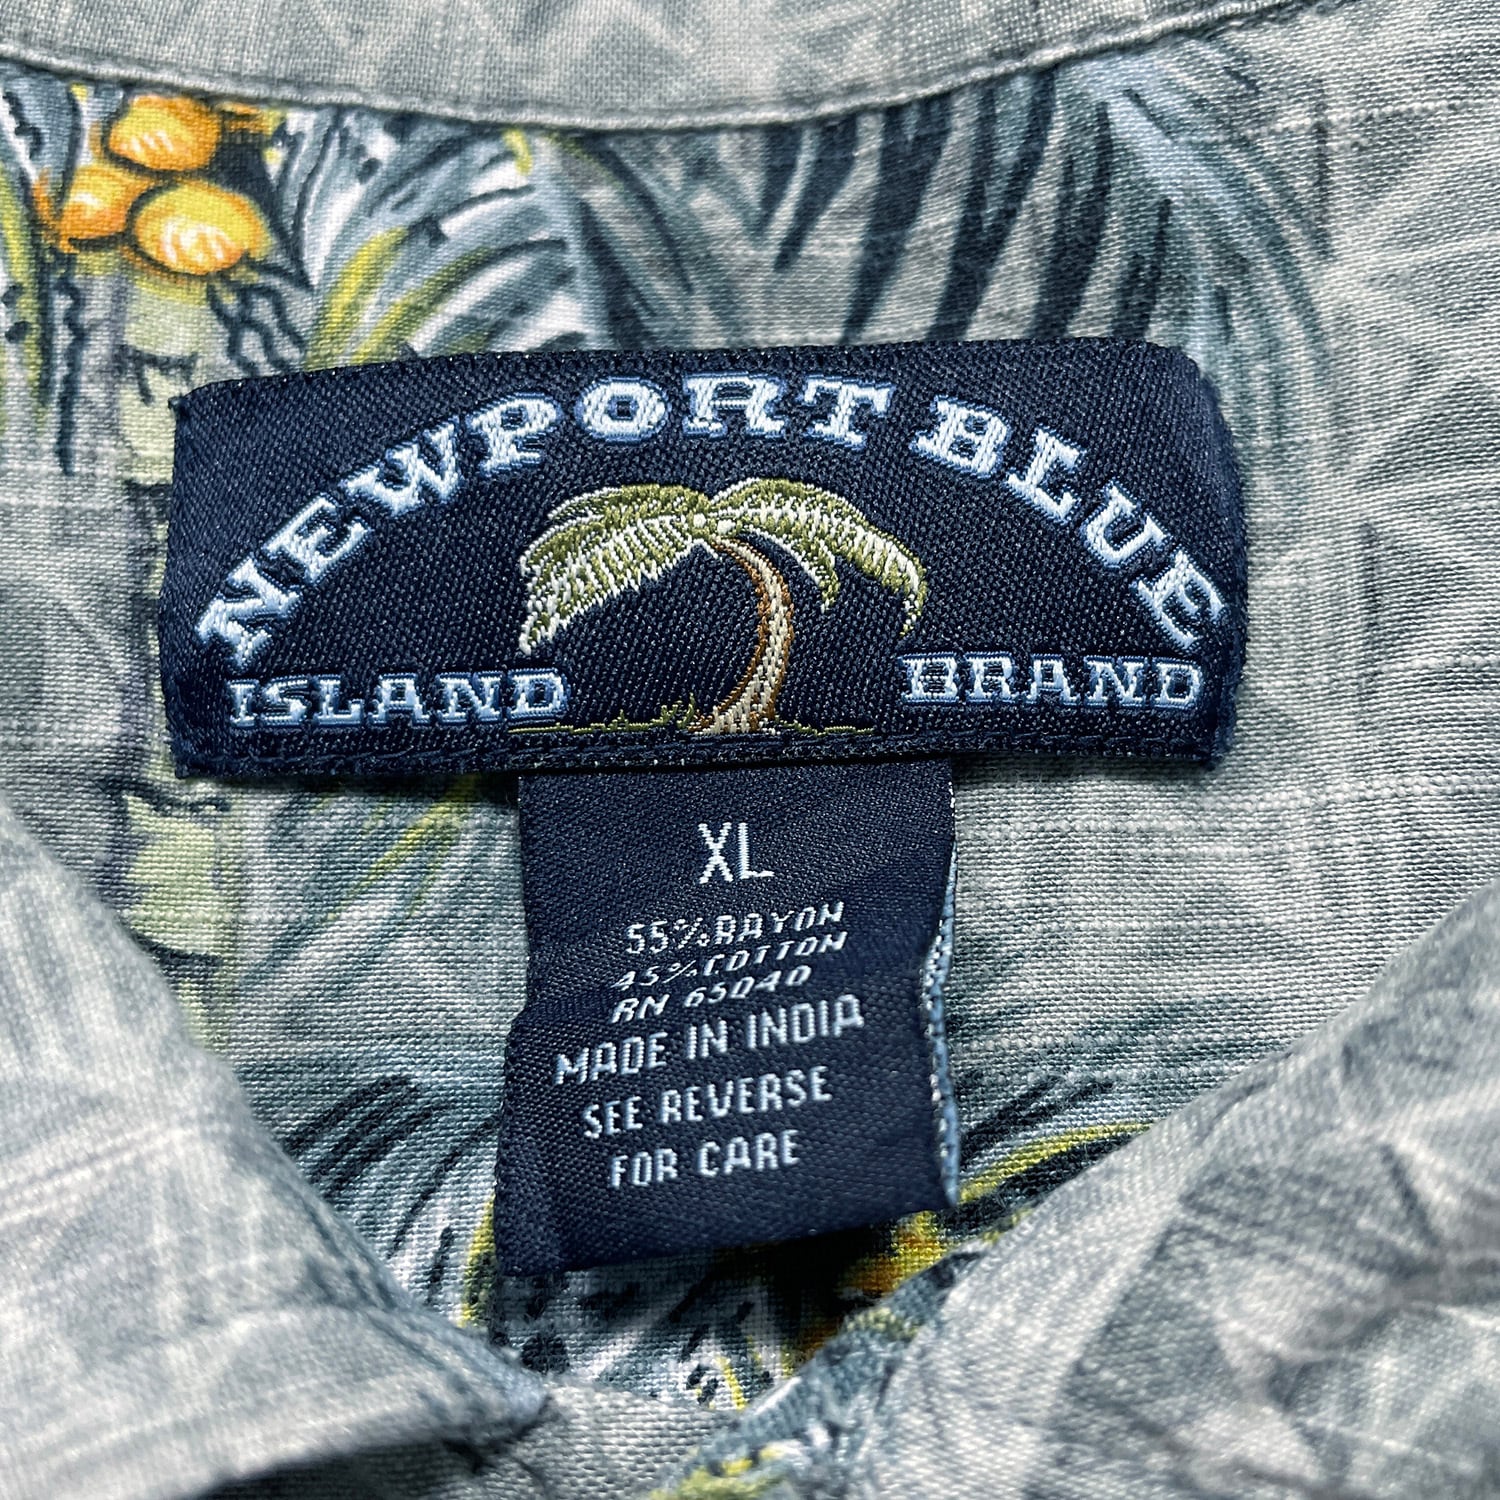 NEWPORT BLUE
ISLAND BRAND
XL
55% RAYON
45% COTTON
RN 65040
MADE IN INDIA
SEE REVERSE
FOR CARE